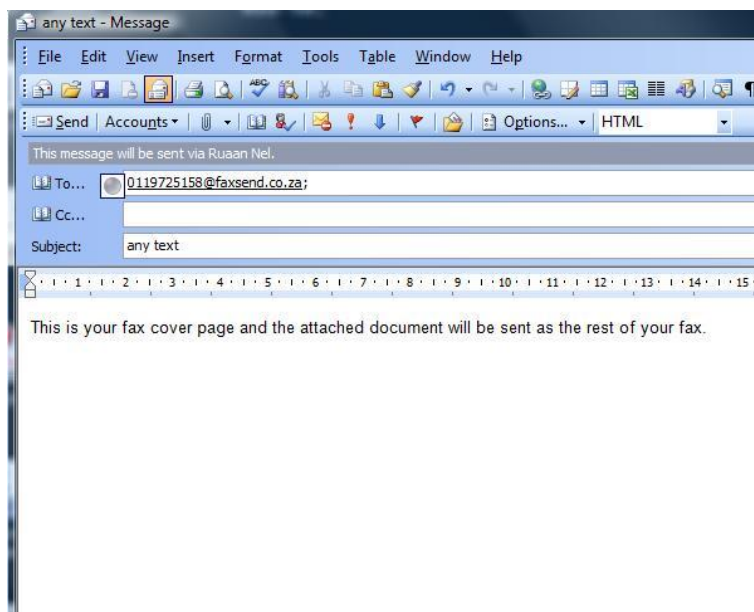 any text - Message
File Edit View Insert Format Tools Table Window Help
Send Accounts Options... HTML
This message will be sent via Ruaan Nel.
To... 0119725158@faxsend.co.za;
Cc...
Subject: any text
1 2 3 4 5 6 7 8 9 10 11 12 13 14 15
This is your fax cover page and the attached document will be sent as the rest of your fax.